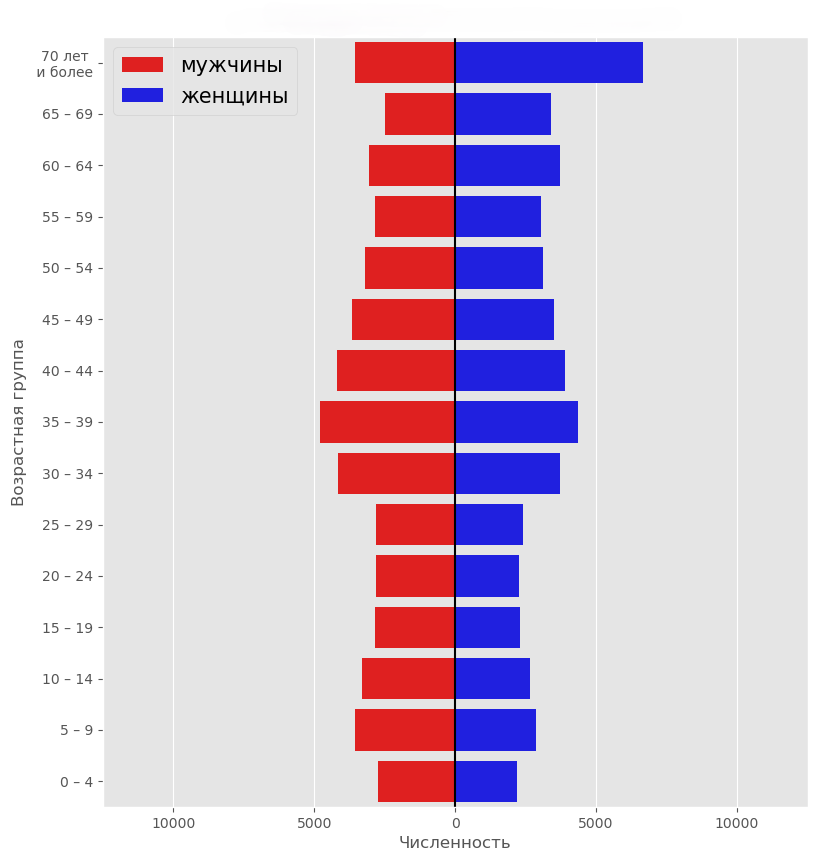 70 лет
и более
65 – 69
60 – 64
55 – 59
50 – 54
45 – 49
40 – 44
35 – 39
30 – 34
25 – 29
20 – 24
15 – 19
10 – 14
5 – 9
0 – 4
Возрастная группа
мужчины
женщины
10000 5000 0 5000 10000
Численность